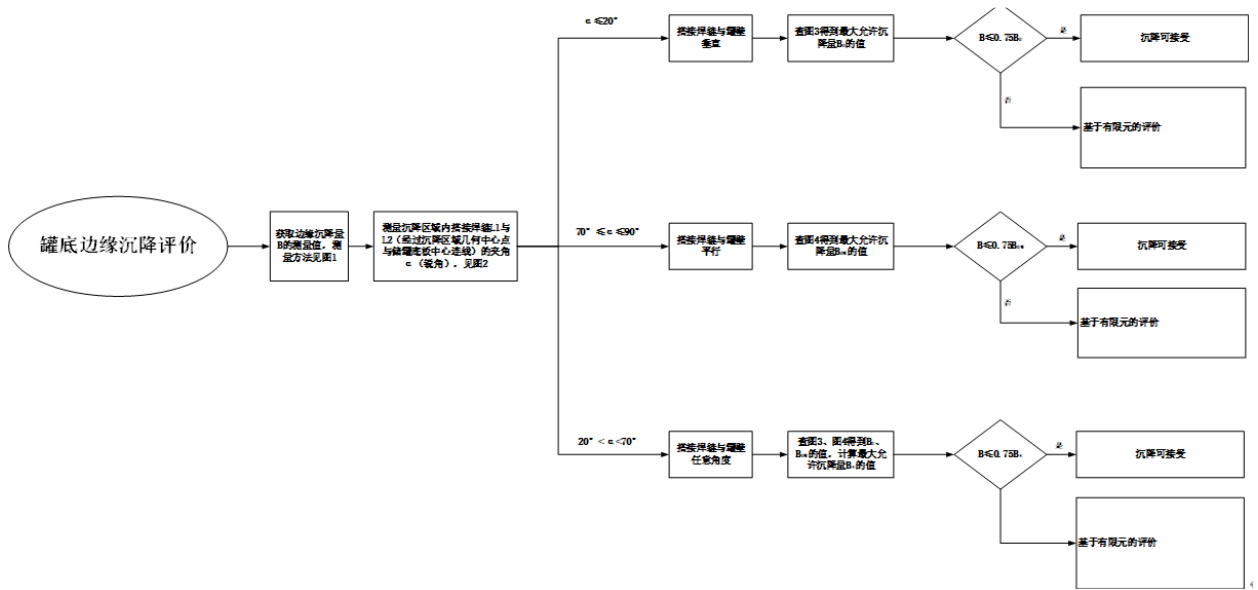 α≤20°
搭接焊缝与罐壁
垂直
查图3得到最大允许沉
降量Bₑ的值
B≤0.75Bₑ
是
沉降可接受
否
基于有限元的评价
罐底边缘沉降评价
获取边缘沉降量
B的测量值，测
量方法见图1
测量沉降区域内搭接焊缝L1与
L2（经过沉降区域几何中心点
与储罐底板中心连线）的夹角
α（锐角），见图2
70°≤α≤90°
搭接焊缝与罐壁
平行
查图4得到最大允许沉
降量Bₑw的值
B≤0.75Bₑw
是
沉降可接受
否
基于有限元的评价
20°<α<70°
搭接焊缝与罐壁
任意角度
查图3、图4得到Bₑ、
Bₑw的值，计算最大允
许沉降量B的值
B≤0.75B
是
沉降可接受
基于有限元的评价